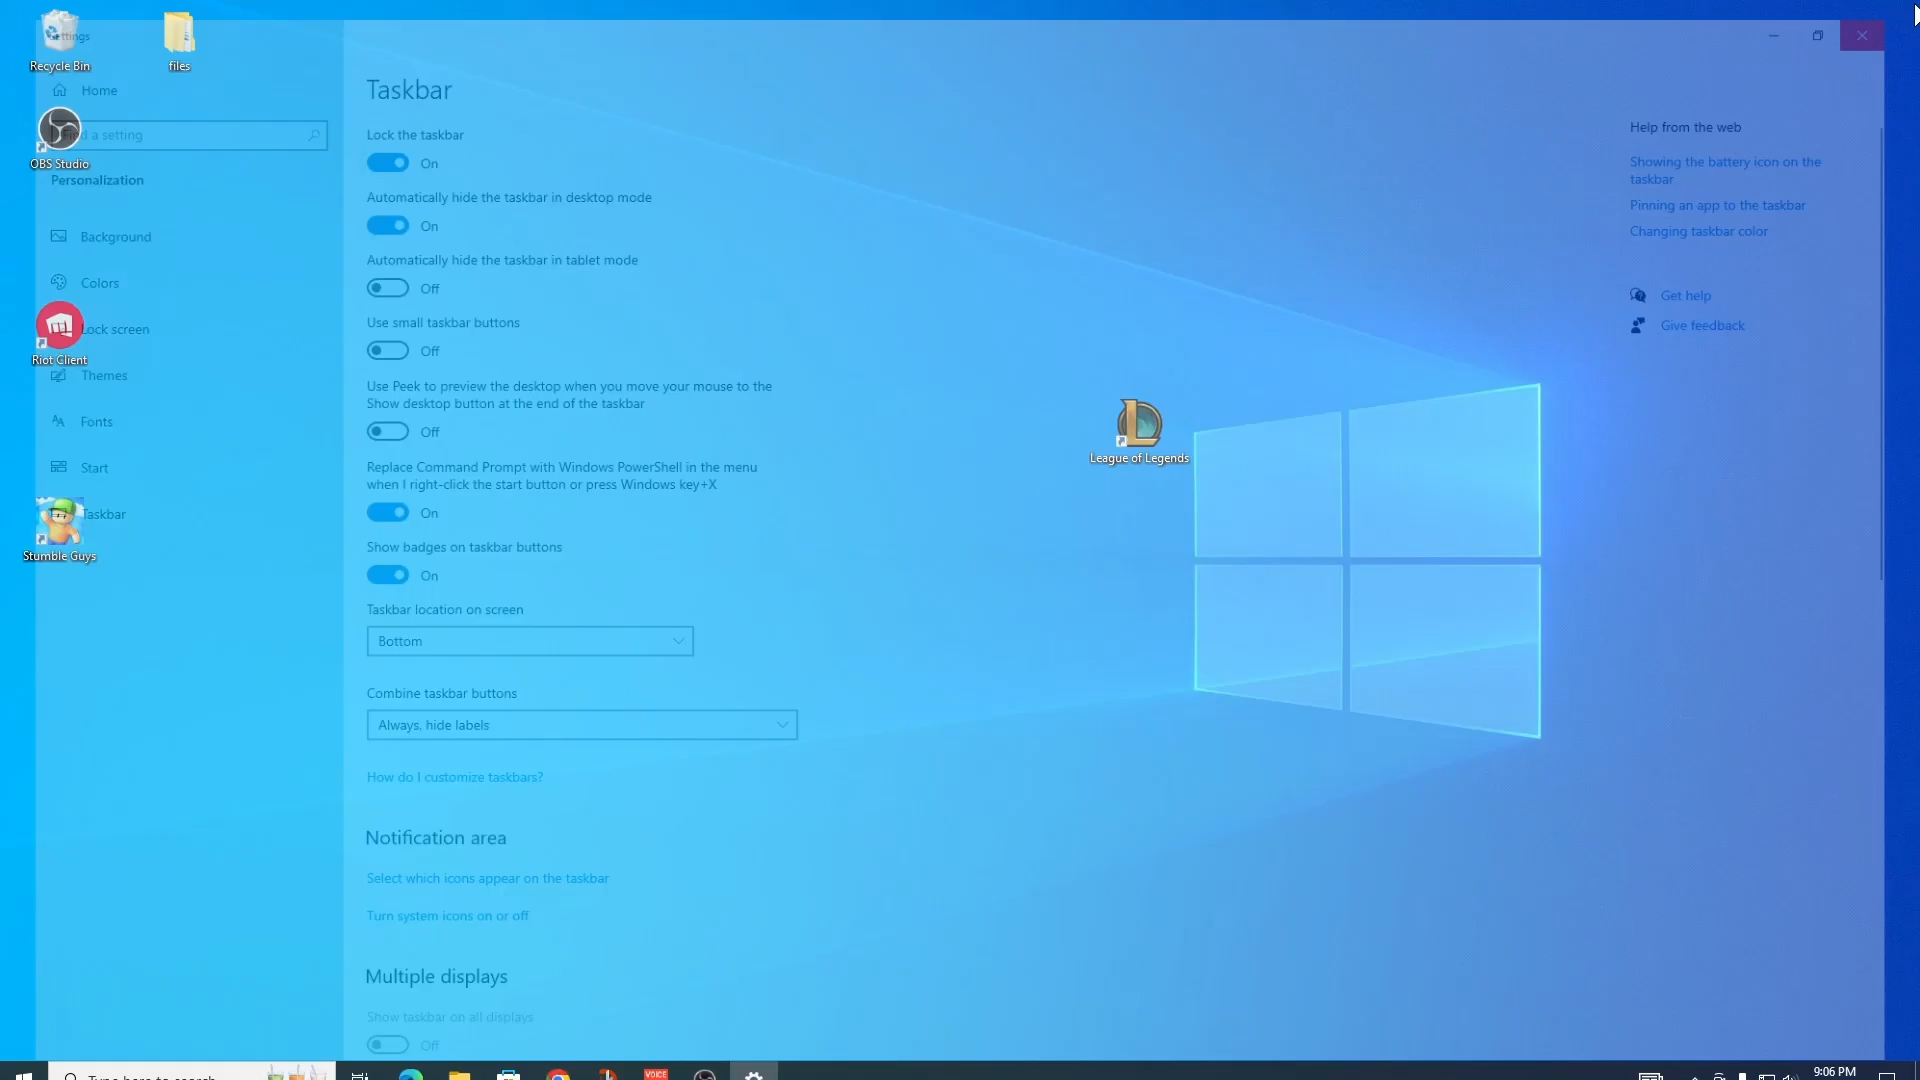 Settings
Recycle Bin
files
Home
Find a setting
OBS Studio
Personalization
Background
Colors
Lock screen
Riot Client
Themes
Fonts
Start
Taskbar
Stumble Guys
Taskbar
Lock the taskbar
On
Automatically hide the taskbar in desktop mode
On
Automatically hide the taskbar in tablet mode
Off
Use small taskbar buttons
Off
Use Peek to preview the desktop when you move your mouse to the
Show desktop button at the end of the taskbar
Off
Replace Command Prompt with Windows PowerShell in the menu
when I right-click the start button or press Windows key+X
On
Show badges on taskbar buttons
On
Taskbar location on screen
Bottom
Combine taskbar buttons
Always, hide labels
How do I customize taskbars?
Notification area
Select which icons appear on the taskbar
Turn system icons on or off
Multiple displays
Show taskbar on all displays
Off
League of Legends
Help from the web
Showing the battery icon on the
taskbar
Pinning an app to the taskbar
Changing taskbar color
Get help
Give feedback
Type here to search
VOICE
9:06 PM